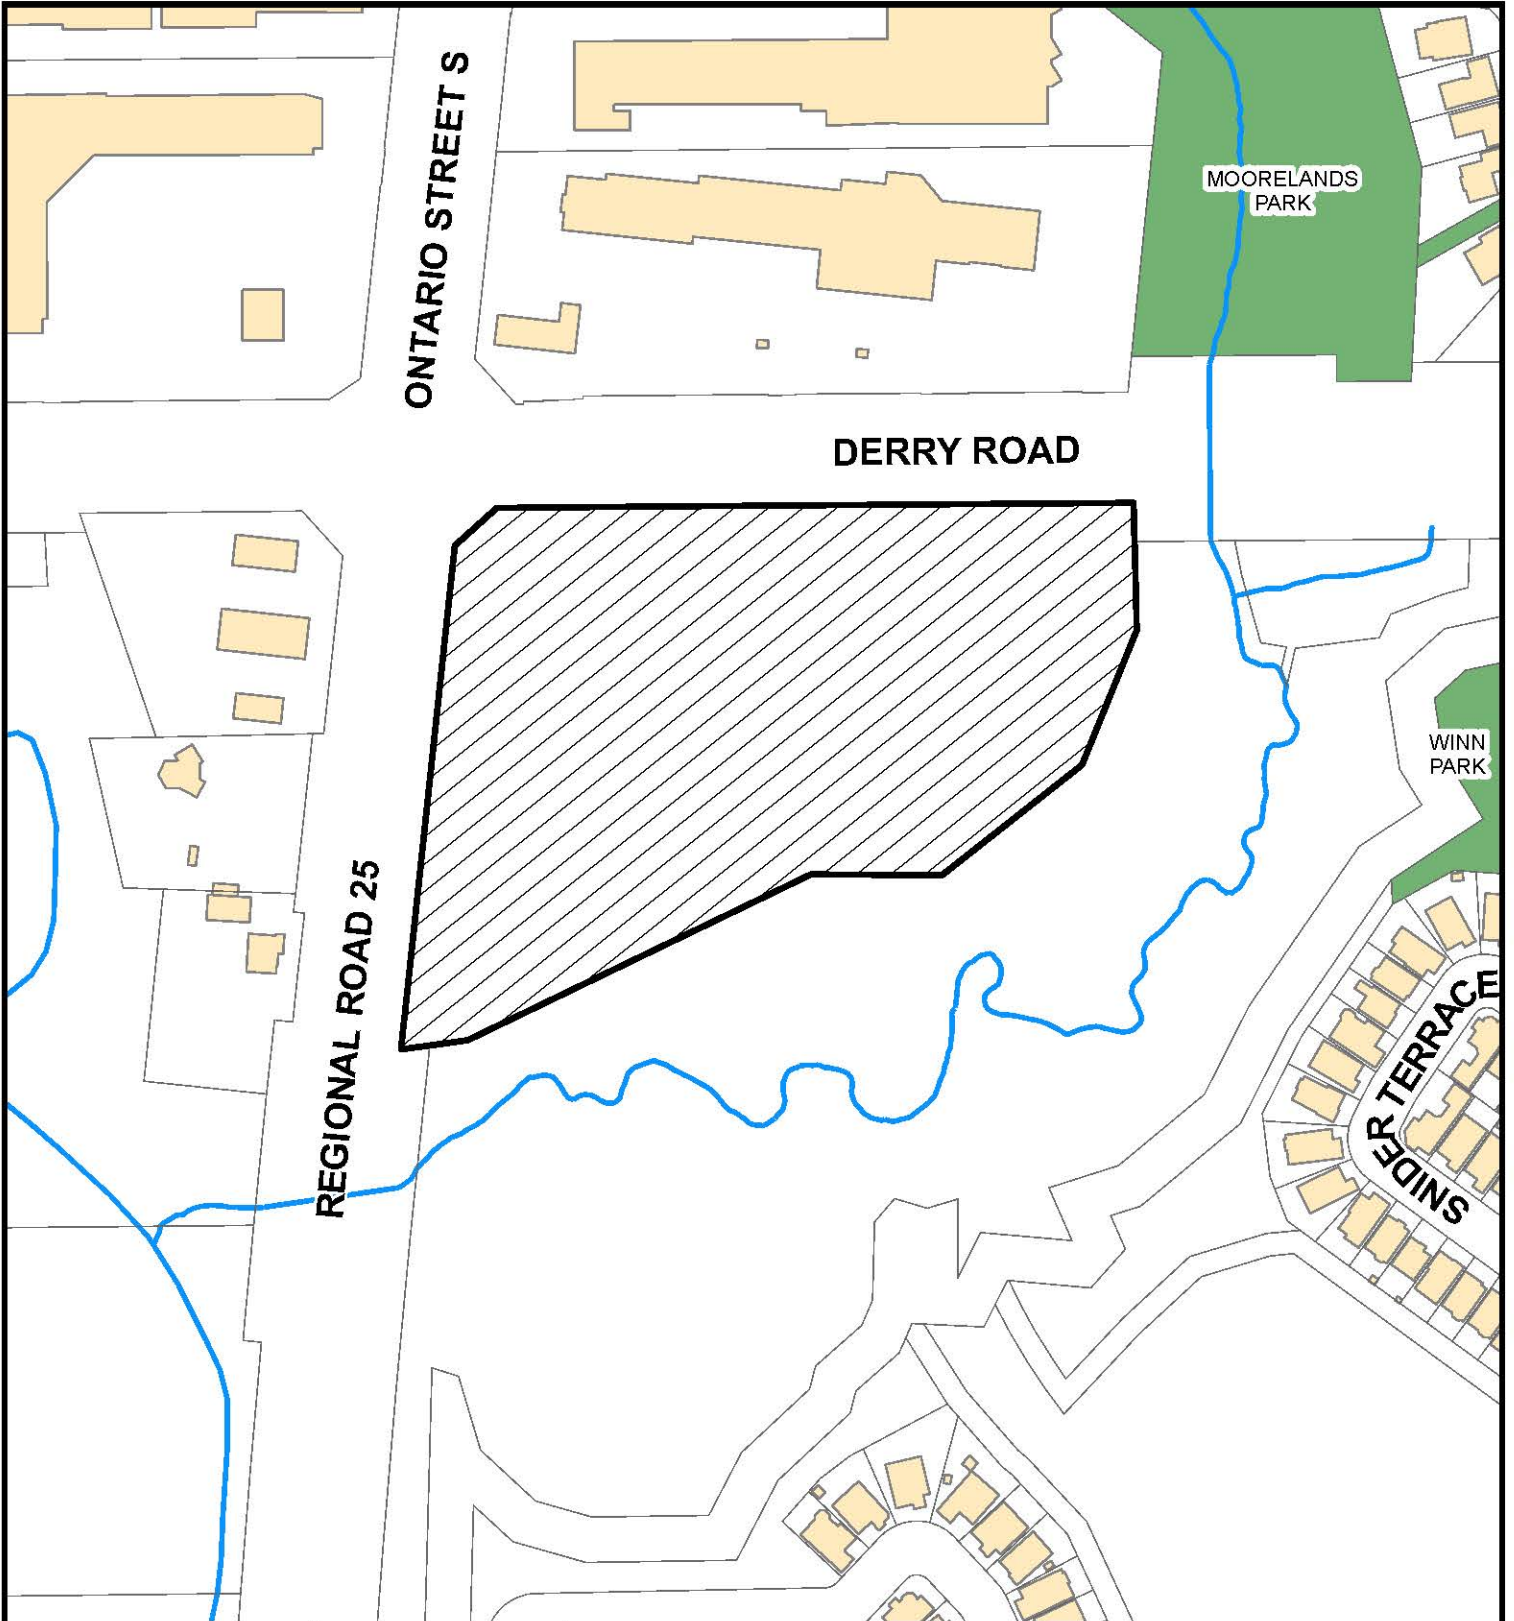 ONTARIO STREET S
MOORELANDS
PARK
DERRY ROAD
WINN
PARK
REGIONAL ROAD 25
SNIDER TERRACE